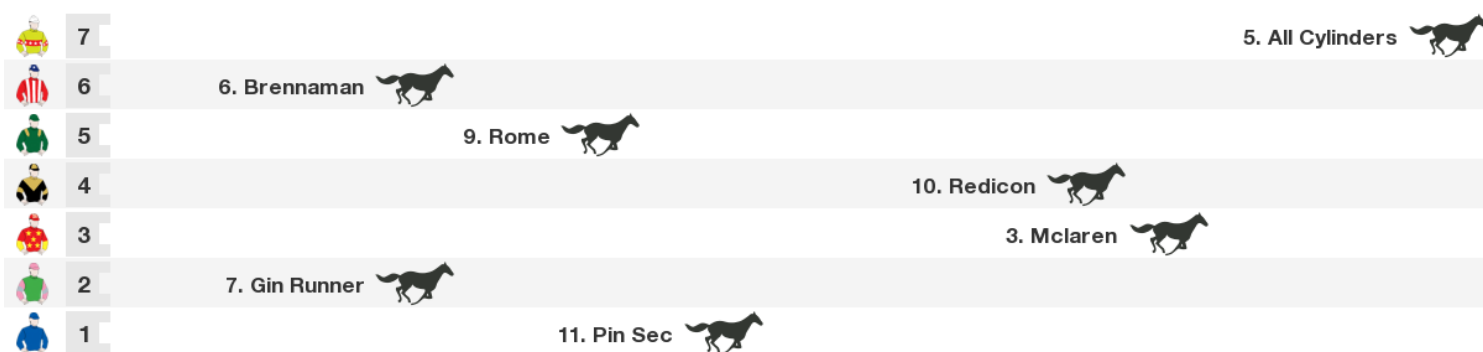 7 5. All Cylinders
6 6. Brennaman
5 9. Rome
4 10. Redicon
3 3. Mclaren
2 7. Gin Runner
1 11. Pin Sec